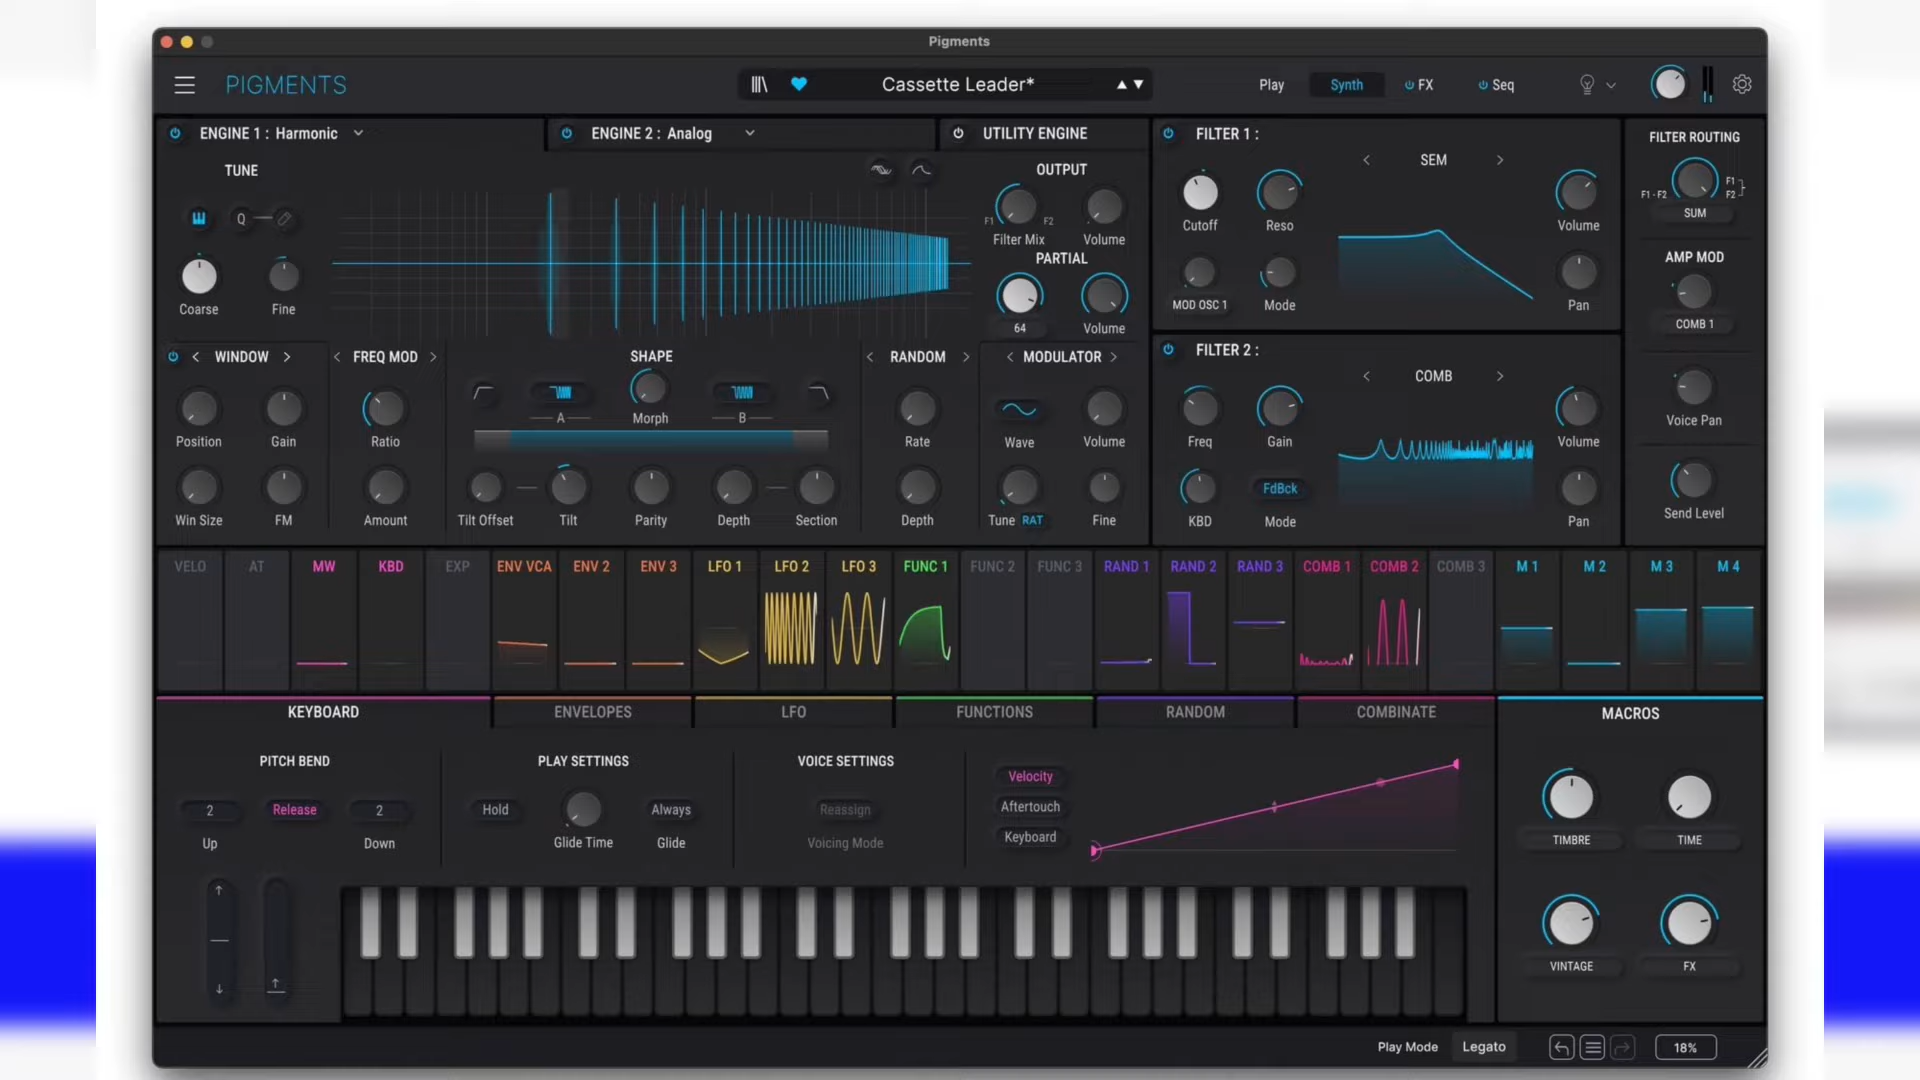 Pigments
PIGMENTS
Cassette Leader*
Play
Synth
FX
Seq
ENGINE 1 : Harmonic
ENGINE 2 : Analog
UTILITY ENGINE
TUNE
Q
Coarse
Fine
OUTPUT
F1
F2
Filter Mix
Volume
PARTIAL
64
Volume
FILTER 1 :
SEM
Cutoff
Reso
Volume
MOD OSC 1
Mode
Pan
FILTER ROUTING
F1 - F2
F1
F2
SUM
AMP MOD
COMB 1
WINDOW
Position
Gain
Win Size
FM
FREQ MOD
Ratio
Amount
SHAPE
A
Morph
B
Tilt Offset
Tilt
Parity
Depth
Section
RANDOM
Rate
Depth
MODULATOR
Wave
Volume
Tune RAT
Fine
FILTER 2 :
COMB
Freq
Gain
Volume
KBD
FdBck
Mode
Pan
Voice Pan
Send Level
VELO
AT
MW
KBD
EXP
ENV VCA
ENV 2
ENV 3
LFO 1
LFO 2
LFO 3
FUNC 1
FUNC 2
FUNC 3
RAND 1
RAND 2
RAND 3
COMB 1
COMB 2
COMB 3
M 1
M 2
M 3
M 4
KEYBOARD
ENVELOPES
LFO
FUNCTIONS
RANDOM
COMBINATE
MACROS
PITCH BEND
2
Release
2
Up
Down
PLAY SETTINGS
Hold
Always
Glide Time
Glide
VOICE SETTINGS
Reassign
Voicing Mode
Velocity
Aftertouch
Keyboard
TIMBRE
TIME
VINTAGE
FX
Play Mode
Legato
18%